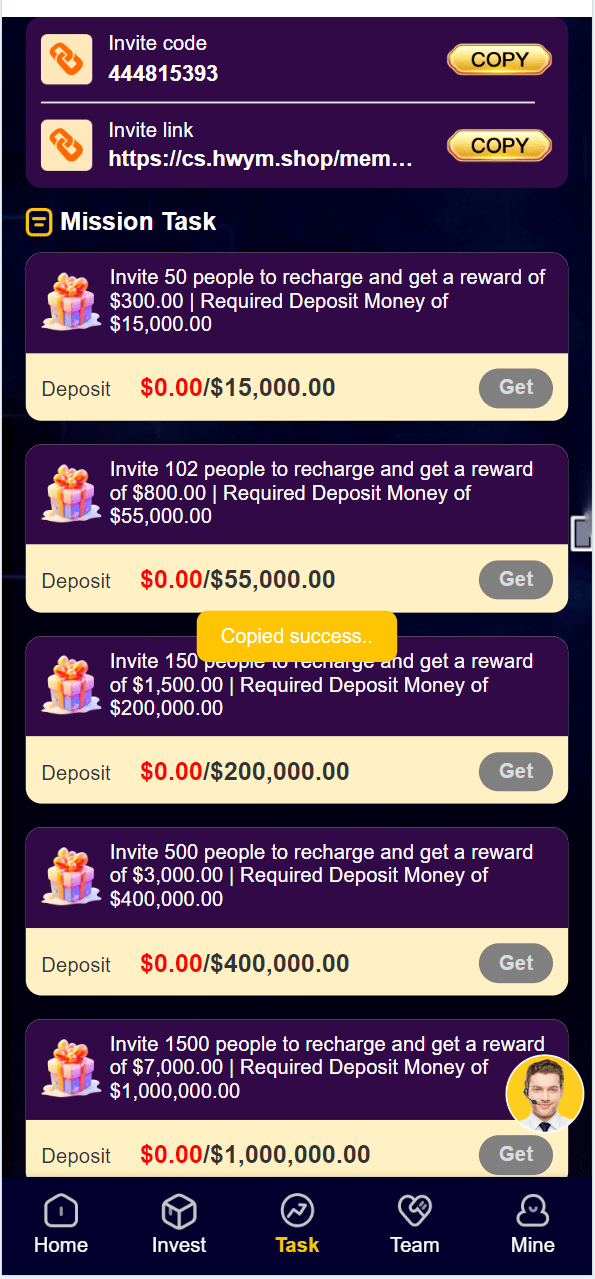 Invite code
444815393
COPY
Invite link
https://cs.hwym.shop/mem...
COPY
Mission Task
Invite 50 people to recharge and get a reward of
$300.00 | Required Deposit Money of
$15,000.00
Deposit $0.00/$15,000.00 Get
Invite 102 people to recharge and get a reward
of $800.00 | Required Deposit Money of
$55,000.00
Deposit $0.00/$55,000.00 Get
Copied success..
Invite 150 people to recharge and get a reward
of $1,500.00 | Required Deposit Money of
$200,000.00
Deposit $0.00/$200,000.00 Get
Invite 500 people to recharge and get a reward
of $3,000.00 | Required Deposit Money of
$400,000.00
Deposit $0.00/$400,000.00 Get
Invite 1500 people to recharge and get a reward
of $7,000.00 | Required Deposit Money of
$1,000,000.00
Deposit $0.00/$1,000,000.00 Get
Home Invest Task Team Mine